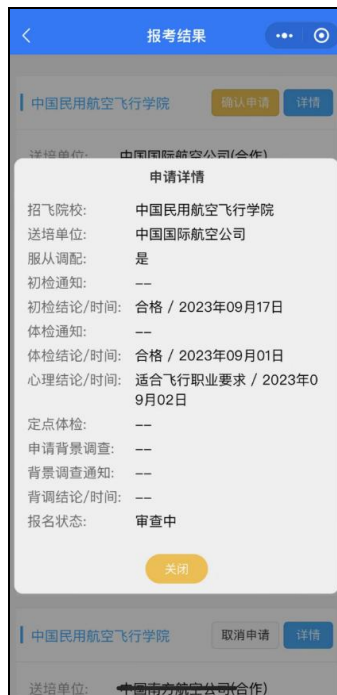 报考结果
中国民用航空飞行学院 确认申请 详情
送培单位: 中国国际航空公司(合作)
申请详情
招飞院校: 中国民用航空飞行学院
送培单位: 中国国际航空公司
服从调配: 是
初检通知: --
初检结论/时间: 合格 / 2023年09月17日
体检通知: --
体检结论/时间: 合格 / 2023年09月01日
心理结论/时间: 适合飞行职业要求 / 2023年0
9月02日
定点体检: --
申请背景调查: --
背景调查通知: --
背调结论/时间: --
报名状态: 审查中
关闭
中国民用航空飞行学院 取消申请 详情
送培单位: 中国南方航空公司(合作)